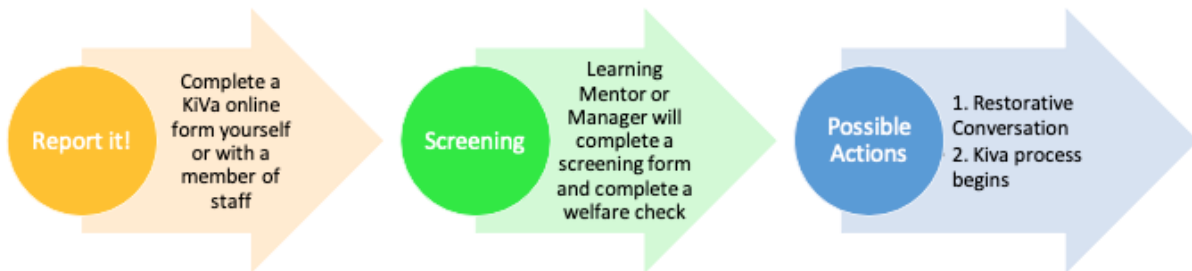 Report it!
Complete a
KiVa online
form yourself
or with a
member of
staff
Screening
Learning
Mentor or
Manager will
complete a
screening form
and complete a
welfare check
Possible
Actions
1. Restorative
Conversation
2. Kiva process
begins